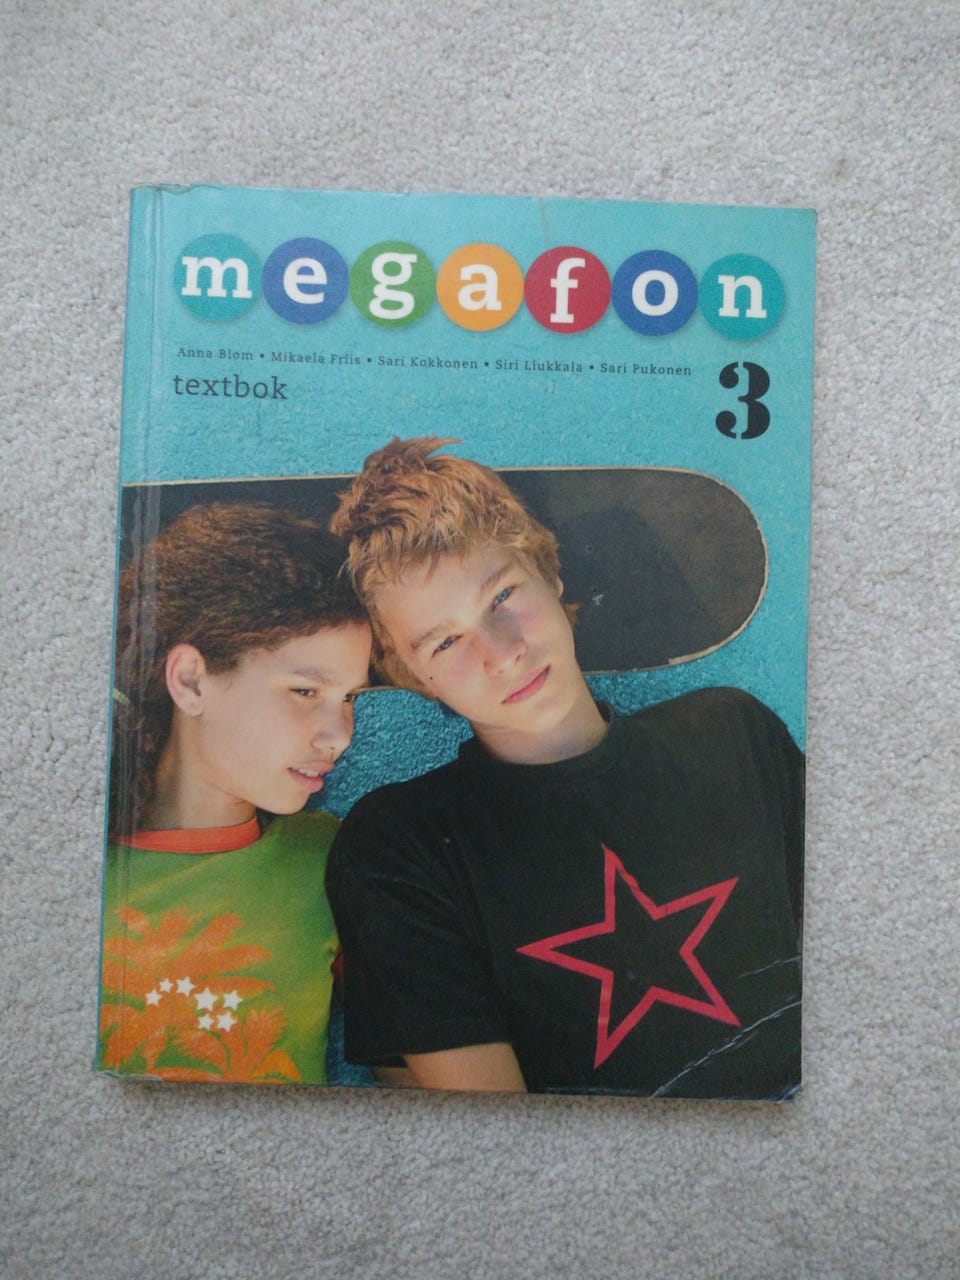 megafon
Anna Blom • Mikaela Friis • Sari Kokkonen • Siri Liukkala • Sari Pukonen
textbok
3